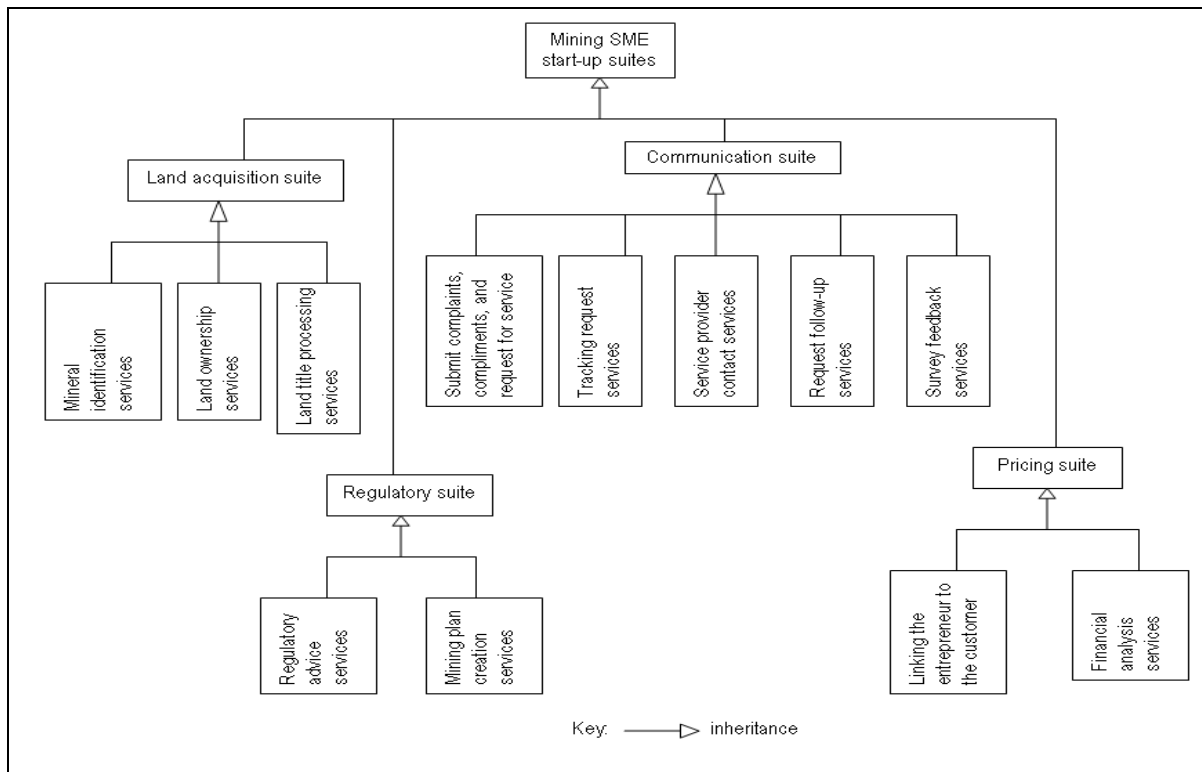 Mining SME
start-up suites
Communication suite
Land acquisition suite
Submit complaints,
compliments, and
request for service
Tracking request
services
Service provider
contact services
Request follow-up
services
Survey feedback
services
Mineral
identification
services
Land ownership
services
Land title processing
services
Pricing suite
Regulatory suite
Regulatory
advice
services
Mining plan
creation
services
Linking the
entrepreneur to
the customer
Financial
analysis
services
Key: inheritance